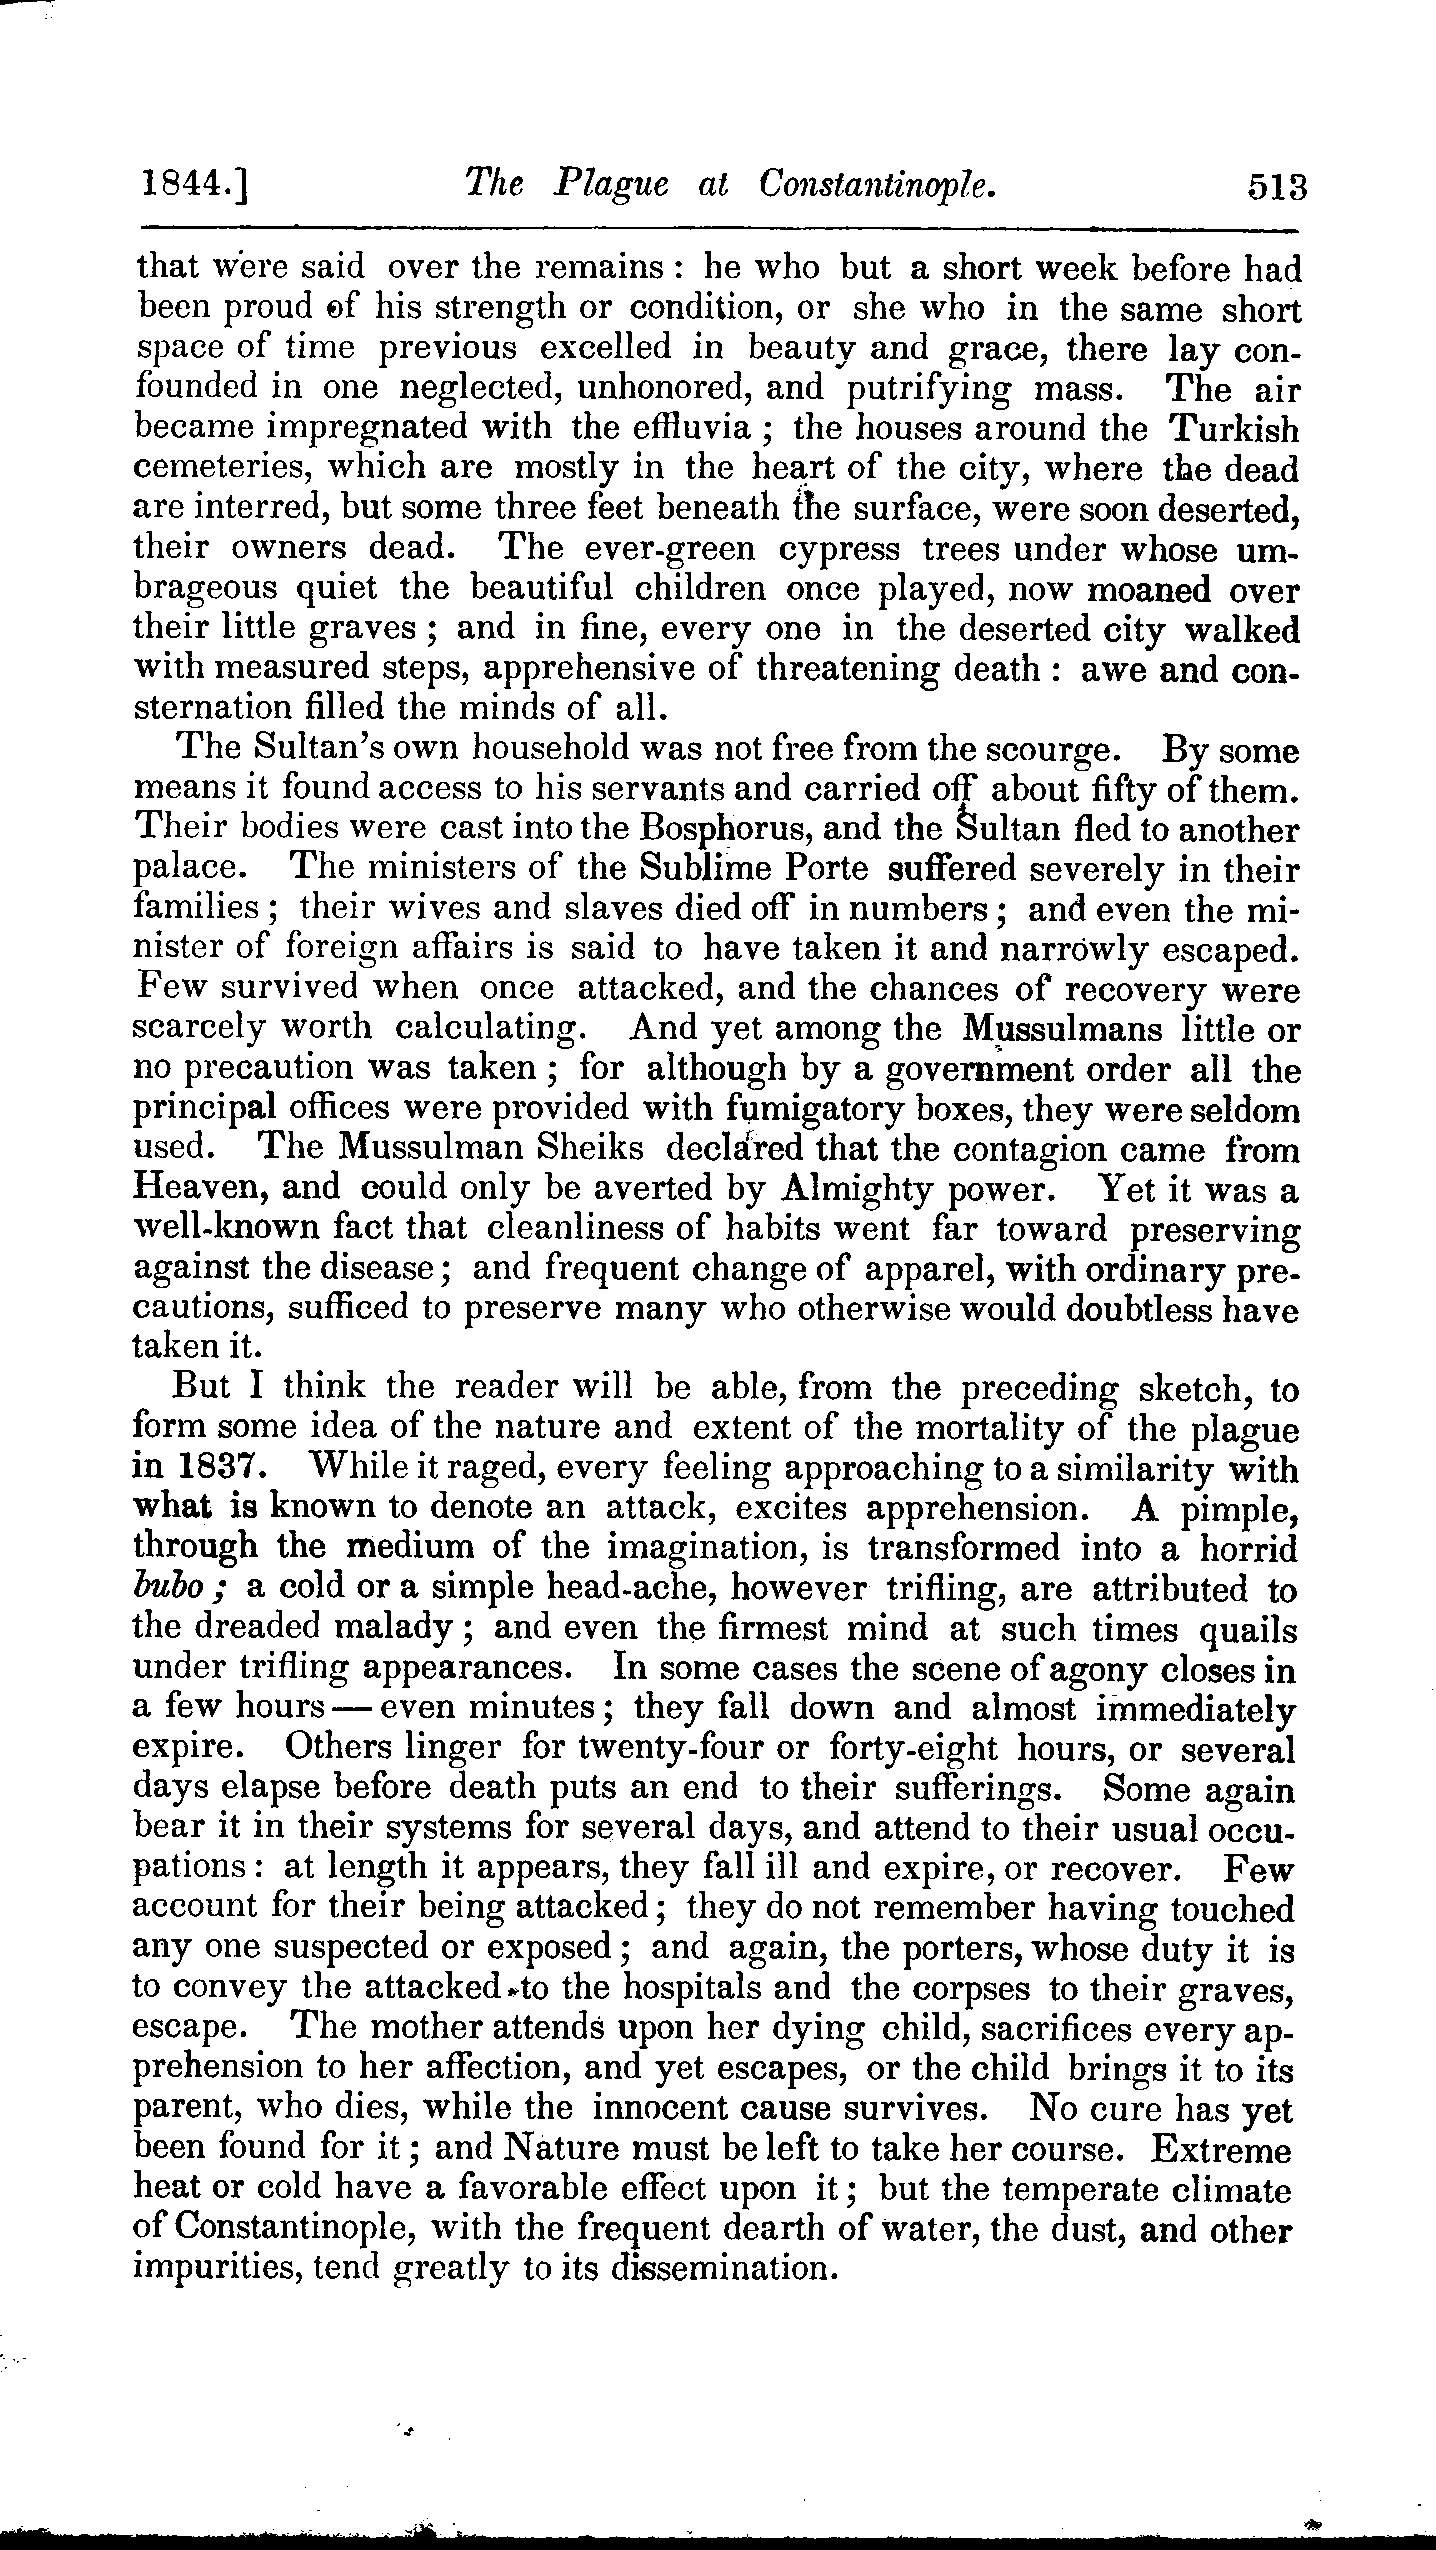 1844.] The Plague at Constantinople. 513
that were said over the remains : he who but a short week before had
been proud of his strength or condition, or she who in the same short
space of time previous excelled in beauty and grace, there lay con-
founded in one neglected, unhonored, and putrifying mass. The air
became impregnated with the effluvia ; the houses around the Turkish
cemeteries, which are mostly in the heart of the city, where the dead
are interred, but some three feet beneath the surface, were soon deserted,
their owners dead. The ever-green cypress trees under whose um-
brageous quiet the beautiful children once played, now moaned over
their little graves ; and in fine, every one in the deserted city walked
with measured steps, apprehensive of threatening death : awe and con-
sternation filled the minds of all.
The Sultan's own household was not free from the scourge. By some
means it found access to his servants and carried off about fifty of them.
Their bodies were cast into the Bosphorus, and the Sultan fled to another
palace. The ministers of the Sublime Porte suffered severely in their
families ; their wives and slaves died off in numbers ; and even the mi-
nister of foreign affairs is said to have taken it and narrowly escaped.
Few survived when once attacked, and the chances of recovery were
scarcely worth calculating. And yet among the Mussulmans little or
no precaution was taken ; for although by a government order all the
principal offices were provided with fumigatory boxes, they were seldom
used. The Mussulman Sheiks declared that the contagion came from
Heaven, and could only be averted by Almighty power. Yet it was a
well-known fact that cleanliness of habits went far toward preserving
against the disease ; and frequent change of apparel, with ordinary pre-
cautions, sufficed to preserve many who otherwise would doubtless have
taken it.
But I think the reader will be able, from the preceding sketch, to
form some idea of the nature and extent of the mortality of the plague
in 1837. While it raged, every feeling approaching to a similarity with
what is known to denote an attack, excites apprehension. A pimple,
through the medium of the imagination, is transformed into a horrid
bubo ; a cold or a simple head-ache, however trifling, are attributed to
the dreaded malady ; and even the firmest mind at such times quails
under trifling appearances. In some cases the scene of agony closes in
a few hours — even minutes ; they fall down and almost immediately
expire. Others linger for twenty-four or forty-eight hours, or several
days elapse before death puts an end to their sufferings. Some again
bear it in their systems for several days, and attend to their usual occu-
pations : at length it appears, they fall ill and expire, or recover. Few
account for their being attacked ; they do not remember having touched
any one suspected or exposed ; and again, the porters, whose duty it is
to convey the attacked to the hospitals and the corpses to their graves,
escape. The mother attends upon her dying child, sacrifices every ap-
prehension to her affection, and yet escapes, or the child brings it to its
parent, who dies, while the innocent cause survives. No cure has yet
been found for it ; and Nature must be left to take her course. Extreme
heat or cold have a favorable effect upon it ; but the temperate climate
of Constantinople, with the frequent dearth of water, the dust, and other
impurities, tend greatly to its dissemination.